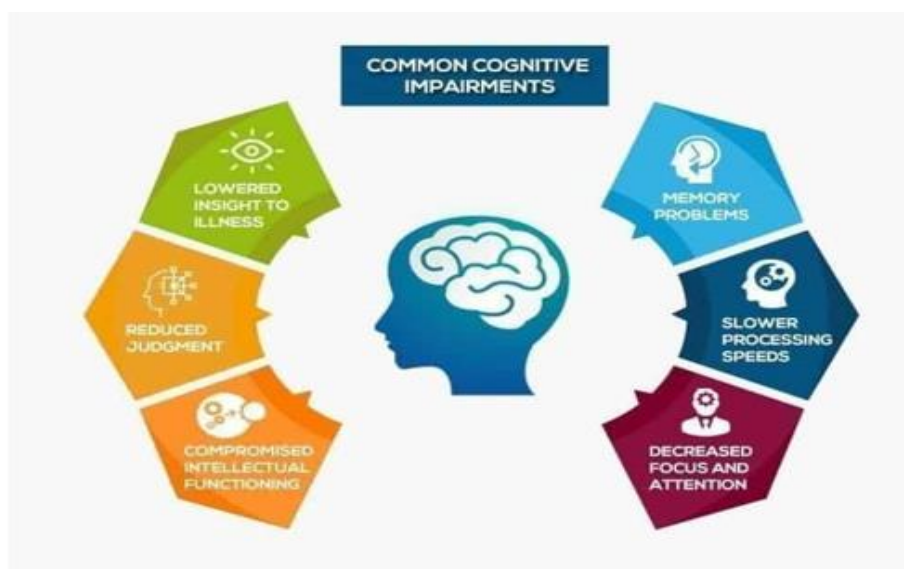 COMMON COGNITIVE
IMPAIRMENTS
LOWERED
INSIGHT TO
ILLNESS
REDUCED
JUDGMENT
COMPROMISED
INTELLECTUAL
FUNCTIONING
MEMORY
PROBLEMS
SLOWER
PROCESSING
SPEEDS
DECREASED
FOCUS AND
ATTENTION